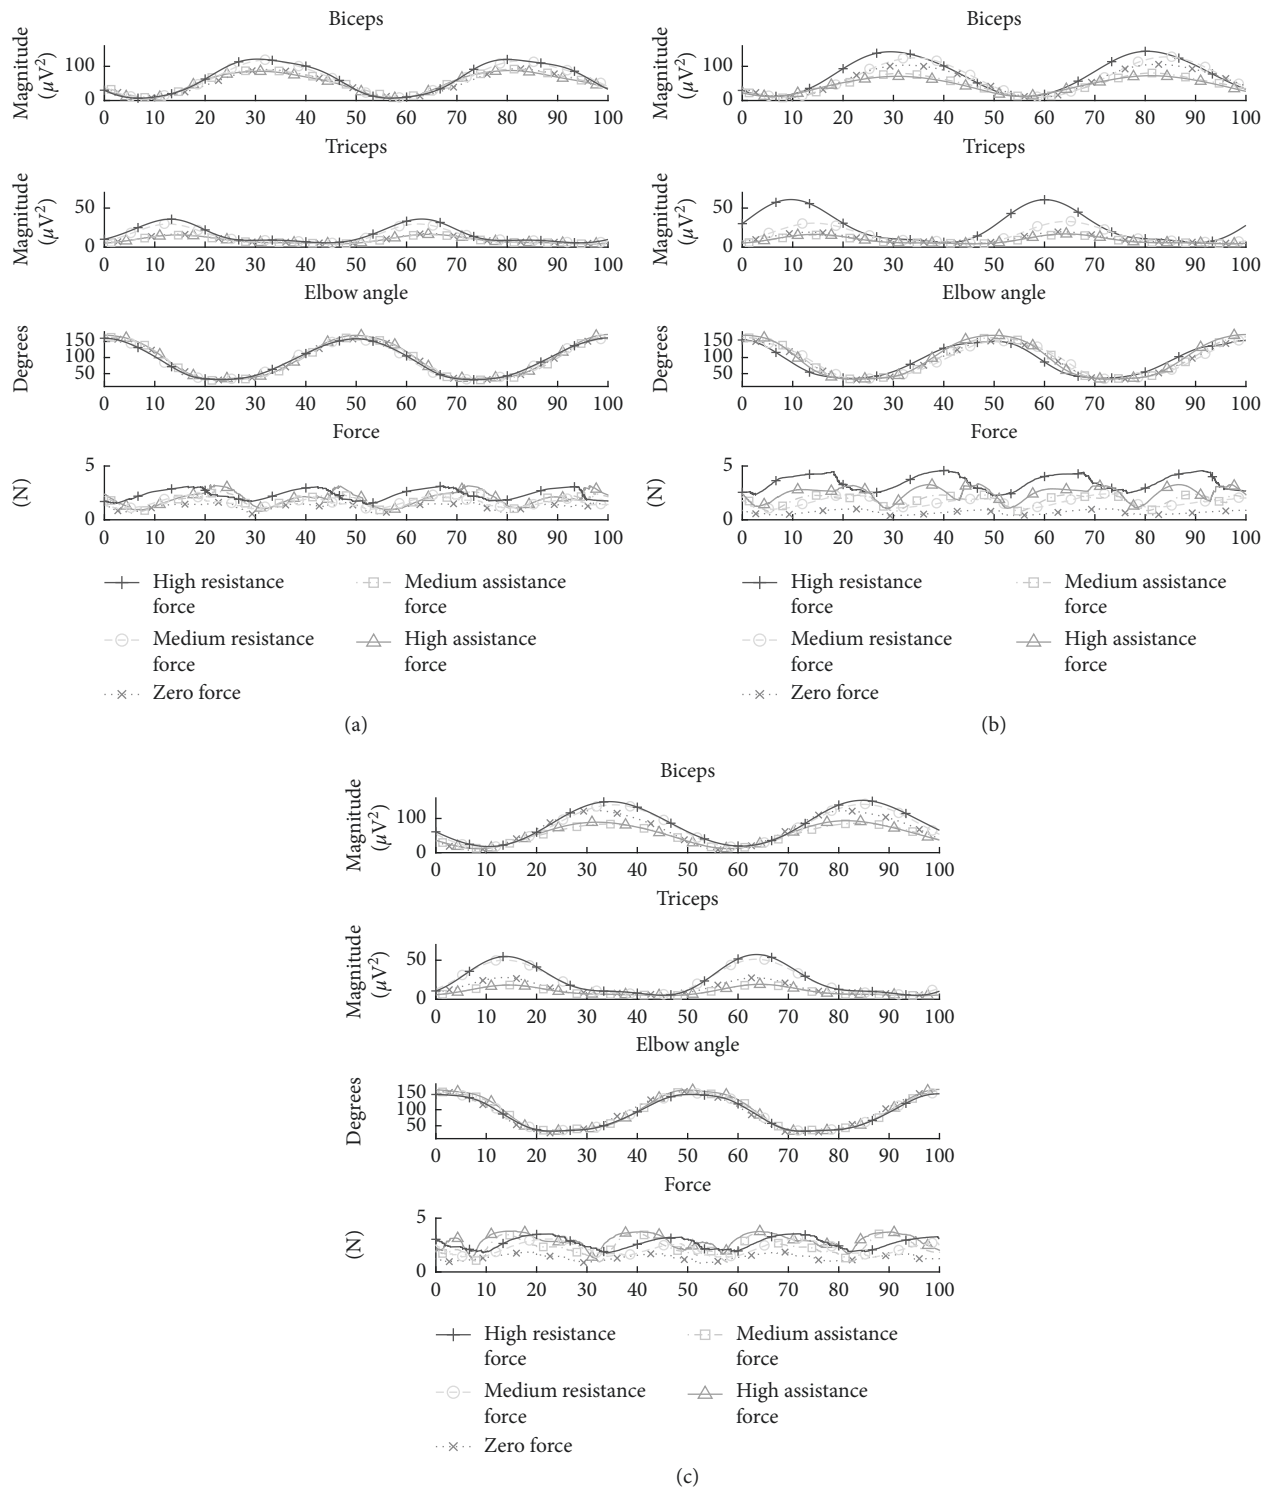 Biceps
Magnitude
(μV²)
100
0
0 10 20 30 40 50 60 70 80 90 100
Triceps
Magnitude
(μV²)
50
0
0 10 20 30 40 50 60 70 80 90 100
Elbow angle
Degrees
150
100
50
0 10 20 30 40 50 60 70 80 90 100
Force
(N)
5
0
0 10 20 30 40 50 60 70 80 90 100
High resistance
force
Medium resistance
force
Zero force
Medium assistance
force
High assistance
force
(a)
Biceps
Magnitude
(μV²)
100
0
0 10 20 30 40 50 60 70 80 90 100
Triceps
Magnitude
(μV²)
50
0
0 10 20 30 40 50 60 70 80 90 100
Elbow angle
Degrees
150
100
50
0 10 20 30 40 50 60 70 80 90 100
Force
(N)
5
0
0 10 20 30 40 50 60 70 80 90 100
High resistance
force
Medium resistance
force
Zero force
Medium assistance
force
High assistance
force
(b)
Biceps
Magnitude
(μV²)
100
0
0 10 20 30 40 50 60 70 80 90 100
Triceps
Magnitude
(μV²)
50
0
0 10 20 30 40 50 60 70 80 90 100
Elbow angle
Degrees
150
100
50
0 10 20 30 40 50 60 70 80 90 100
Force
(N)
5
0
0 10 20 30 40 50 60 70 80 90 100
High resistance
force
Medium resistance
force
Zero force
Medium assistance
force
High assistance
force
(c)